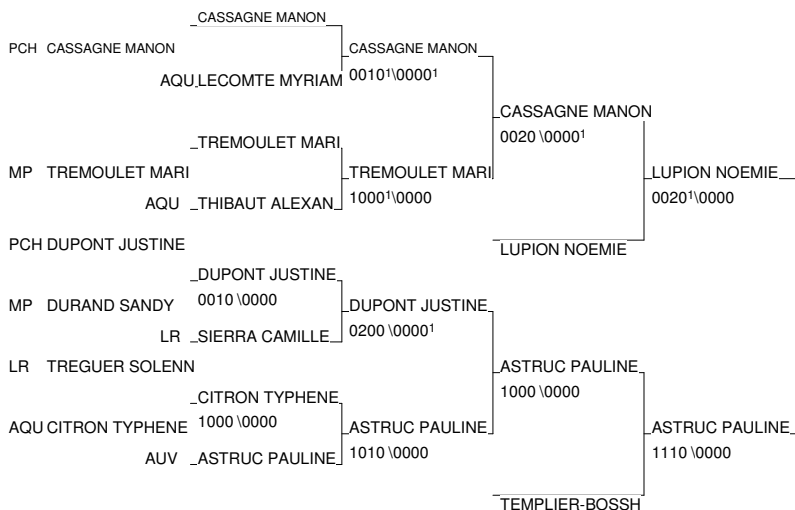 CASSAGNE MANON
PCH CASSAGNE MANON CASSAGNE MANON
AQU LECOMTE MYRIAM 0010¹\0000¹
CASSAGNE MANON
0020 \0000¹
TREMOULET MARI
MP TREMOULET MARI TREMOULET MARI LUPION NOEMIE
AQU THIBAUT ALEXAN 1000¹\0000 0020¹\0000
PCH DUPONT JUSTINE LUPION NOEMIE
DUPONT JUSTINE
MP DURAND SANDY 0010 \0000 DUPONT JUSTINE
LR SIERRA CAMILLE 0200 \0000¹
LR TREGUER SOLENN ASTRUC PAULINE
1000 \0000
CITRON TYPHENE
AQU CITRON TYPHENE 1000 \0000 ASTRUC PAULINE ASTRUC PAULINE
AUV ASTRUC PAULINE 1010 \0000 1110 \0000
TEMPLIER-BOSSH